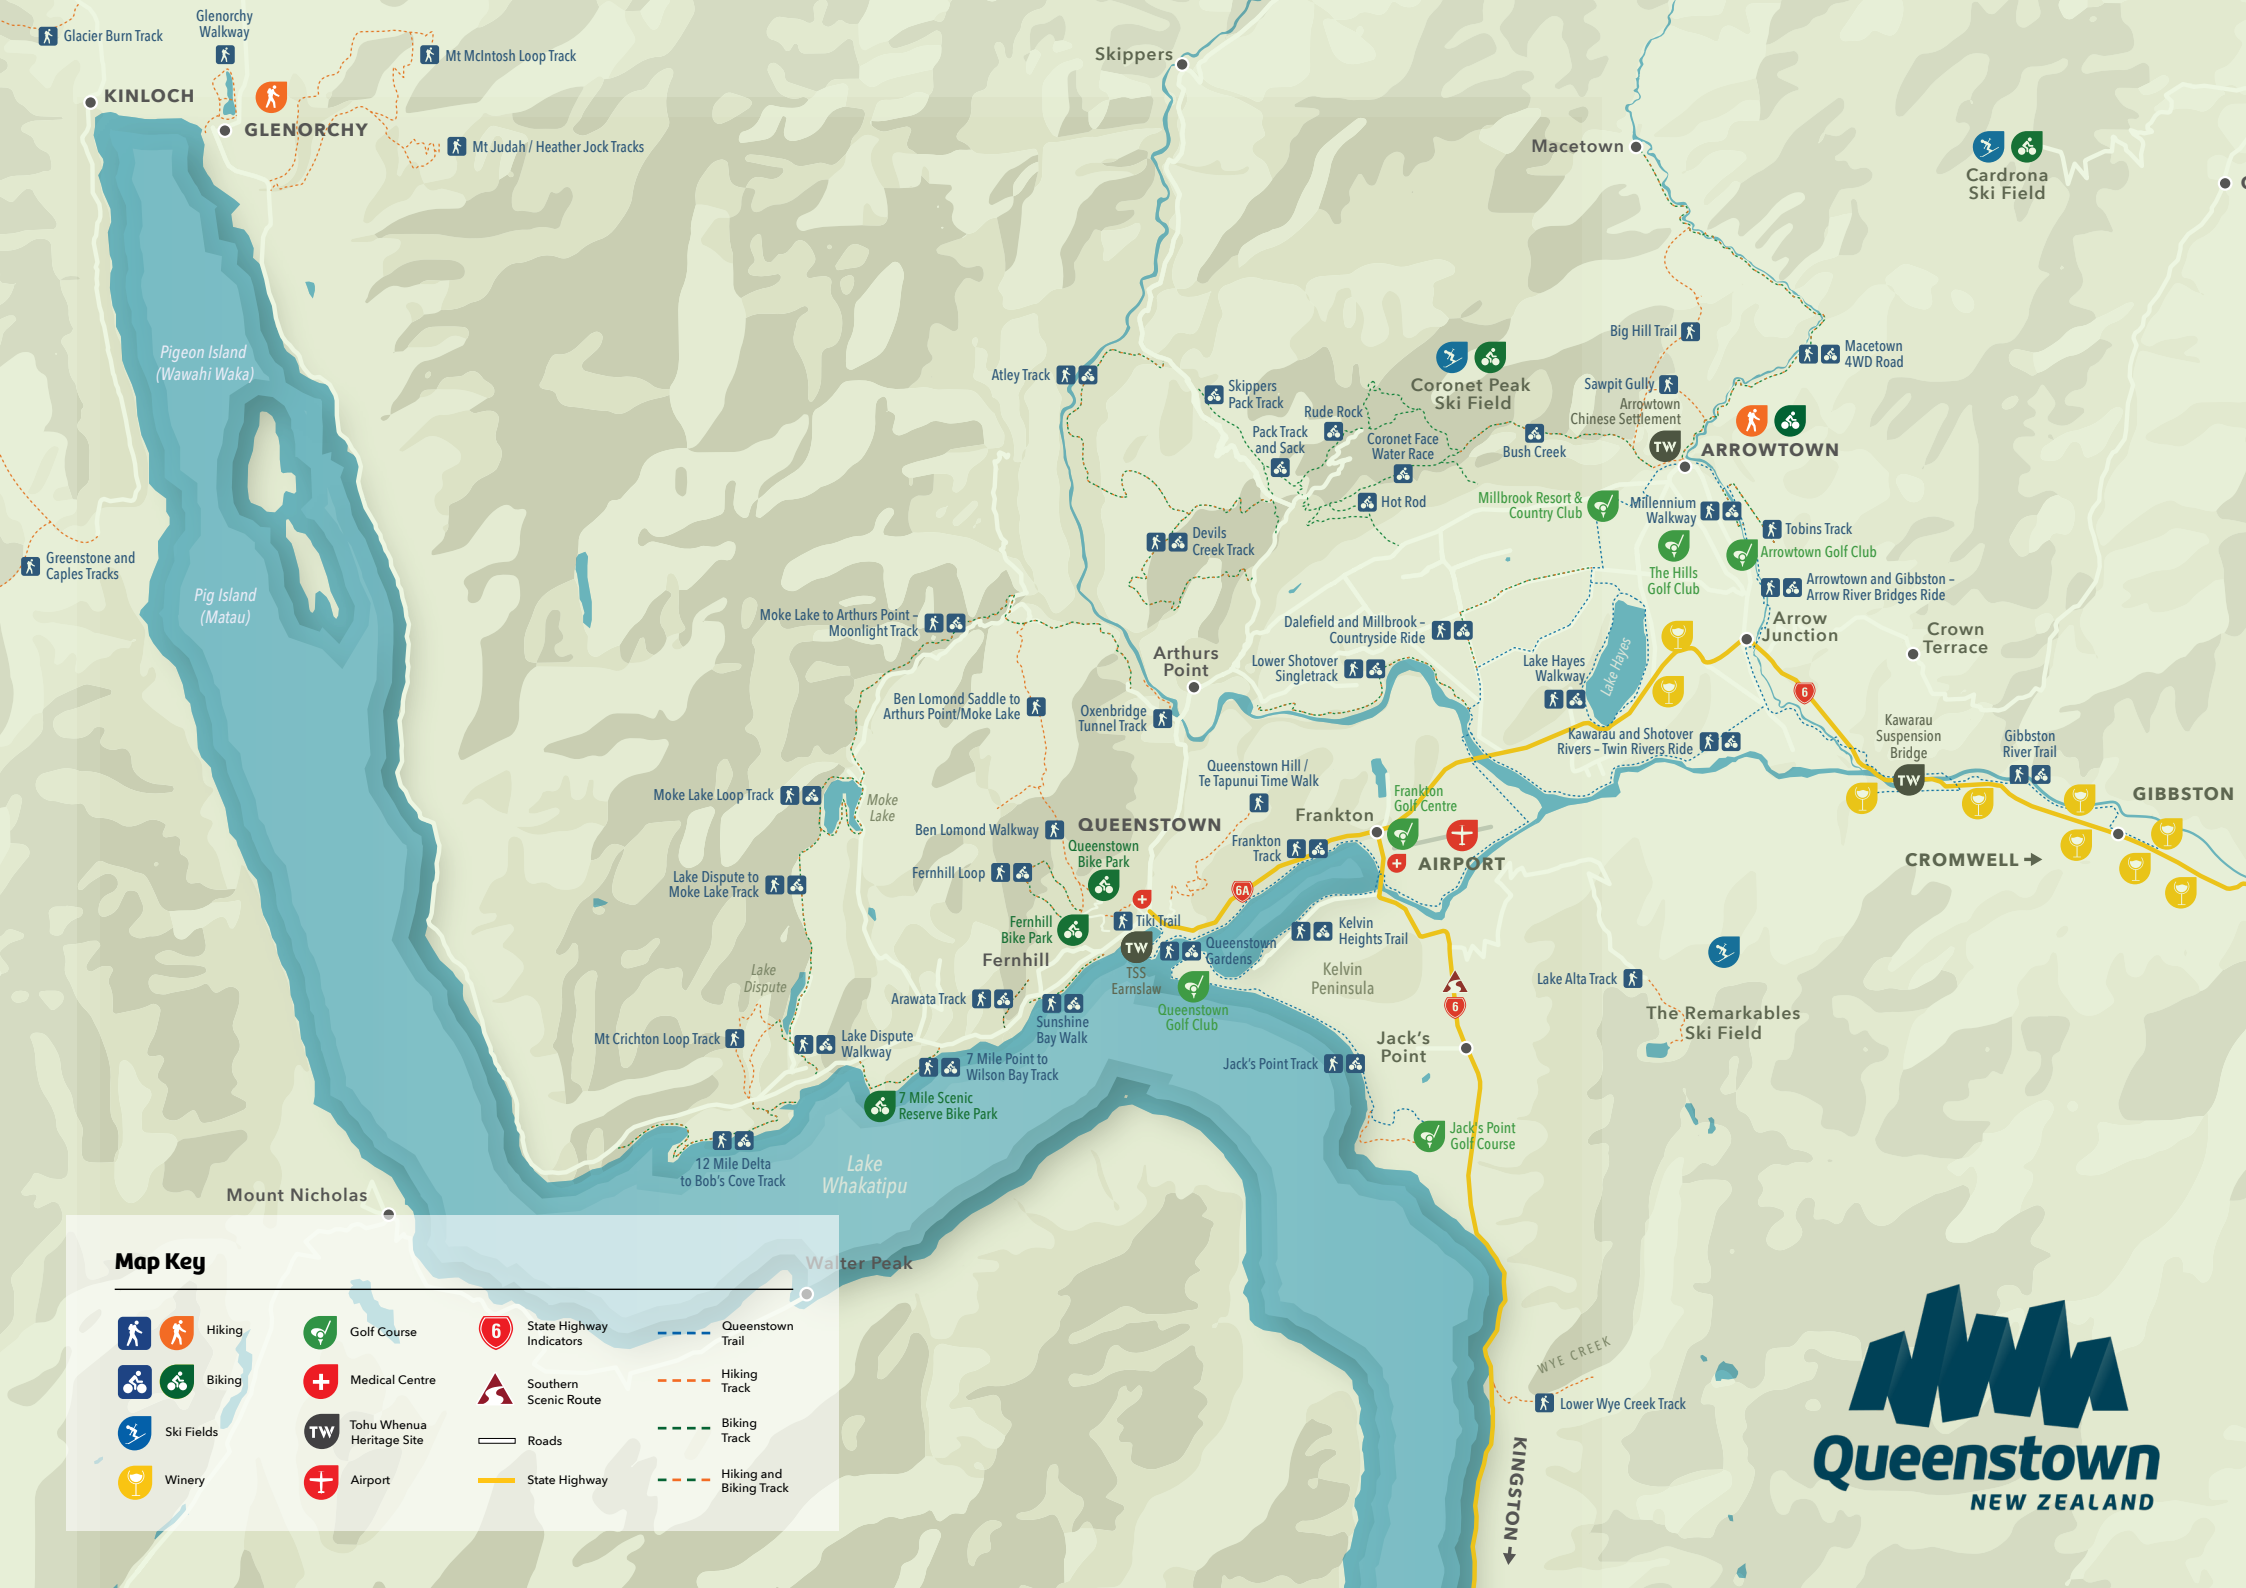 Glacier Burn Track
Glenorchy
Walkway
Mt McIntosh Loop Track
KINLOCH
GLENORCHY
Mt Judah / Heather Jock Tracks
Skippers
Macetown
Cardrona
Ski Field
Pigeon Island
(Wawahi Waka)
Big Hill Trail
Macetown
4WD Road
Atley Track
Skippers
Pack Track
Coronet Peak
Ski Field
Sawpit Gully
Arrowtown
Chinese Settlement
Rude Rock
Pack Track
and Sack
Coronet Face
Water Race
Bush Creek
TW
ARROWTOWN
Hot Rod
Millbrook Resort &
Country Club
Millennium
Walkway
Tobins Track
Greenstone and
Caples Tracks
Devils
Creek Track
The Hills
Golf Club
Arrowtown Golf Club
Arrowtown and Gibbston –
Arrow River Bridges Ride
Pig Island
(Matau)
Moke Lake to Arthurs Point –
Moonlight Track
Dalefield and Millbrook –
Countryside Ride
Arrow
Junction
Crown
Terrace
Arthurs
Point
Lower Shotover
Singletrack
Lake Hayes
Walkway
Lake Hayes
6
Ben Lomond Saddle to
Arthurs Point/Moke Lake
Oxenbridge
Tunnel Track
Kawarau and Shotover
Rivers – Twin Rivers Ride
Kawarau
Suspension
Bridge
TW
Gibbston
River Trail
Queenstown Hill /
Te Tapunui Time Walk
Moke Lake Loop Track
Moke
Lake
Frankton
Golf Centre
GIBBSTON
Ben Lomond Walkway
QUEENSTOWN
Frankton
Queenstown
Bike Park
Frankton
Track
AIRPORT
CROMWELL
Fernhill Loop
Lake Dispute to
Moke Lake Track
6A
Fernhill
Bike Park
Tiki Trail
TW
Kelvin
Heights Trail
Queenstown
Gardens
Fernhill
TSS
Earnslaw
Kelvin
Peninsula
Lake
Dispute
Lake Alta Track
Arawata Track
Queenstown
Golf Club
6
The Remarkables
Ski Field
Sunshine
Bay Walk
Mt Crichton Loop Track
Lake Dispute
Walkway
Jack's
Point
7 Mile Point to
Wilson Bay Track
Jack's Point Track
7 Mile Scenic
Reserve Bike Park
Jack's Point
Golf Course
12 Mile Delta
to Bob's Cove Track
Lake
Whakatipu
Mount Nicholas
Walter Peak
WYE CREEK
Lower Wye Creek Track
KINGSTON
Map Key
Hiking
Biking
Ski Fields
Winery
Golf Course
Medical Centre
TW
Tohu Whenua
Heritage Site
Airport
6
State Highway
Indicators
Southern
Scenic Route
Roads
State Highway
Queenstown
Trail
Hiking
Track
Biking
Track
Hiking and
Biking Track
Queenstown
NEW ZEALAND